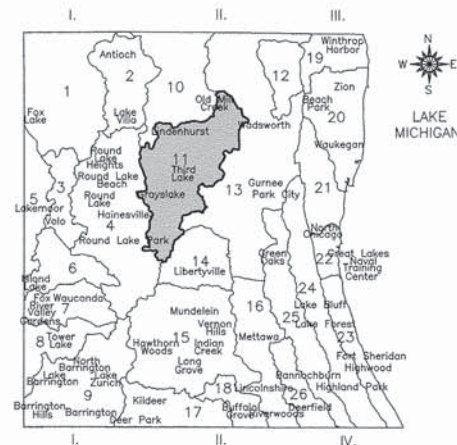 I.
II.
III.
N
W
E
S
LAKE
MICHIGAN
Winthrop
Harbor
19
Antioch
2
1
10
12
Zion
Beach
Park
20
Old Mill
Creek
Fox
Lake
Lake
Villa
Lindenhurst
Wadsworth
Waukegan
Round
Lake
Heights
11
Third
Lake
Round Lake
Beach
3
5
Round
Lake
Grayslake
13
Gurnee
Park City
21
Lakemoor
Volo
Hainesville
4
Round Lake Park
North
Chicago
14
Libertyville
Green
Oaks
22
Great Lakes
Naval
Training
Center
6
Island
Lake
Fox
River
Valley
Gardens
Wauconda
7
16
24
Lake Bluff
25
Lake Forest
Mundelein
Vernon
Hills
15
Hawthorn
Woods
Indian
Creek
Long
Grove
Mettawa
23
8
Tower
Lake
North
Barrington
Lake
Barrington
Lake
Zurich
Fort Sheridan
Highwood
Bannockburn
Highland Park
9
Barrington
Hills
Barrington
Kildeer
Deer Park
17
18
Lincolnshire
Buffalo
Grove
Riverwoods
26
Deerfield
I.
II.
IV.